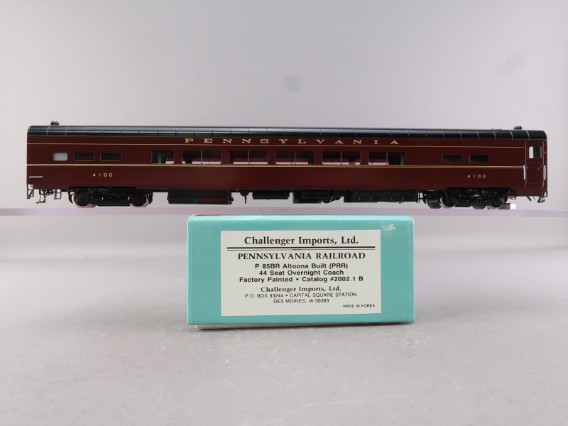 PENNSYLVANIA
4100 4100
Challenger Imports, Ltd.
PENNSYLVANIA RAILROAD
P 85BR Altoona Built (PRR)
44 Seat Overnight Coach
Factory Painted • Catalog #2002.1 B
Challenger Imports, Ltd.
P.O. BOX 93244 • CAPITAL SQUARE STATION
DES MOINES, IA 50393
MADE IN KOREA